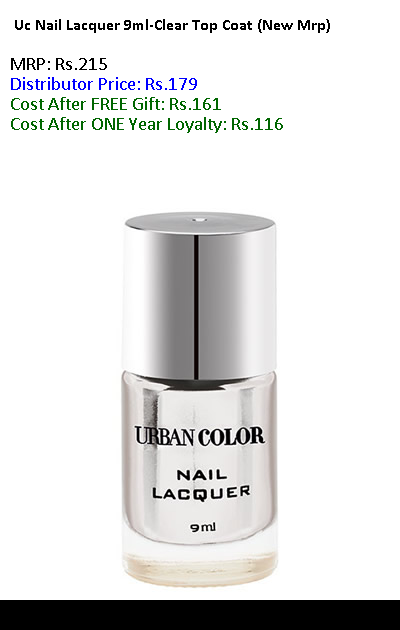 Uc Nail Lacquer 9ml-Clear Top Coat (New Mrp)
MRP: Rs.215
Distributor Price: Rs.179
Cost After FREE Gift: Rs.161
Cost After ONE Year Loyalty: Rs.116
URBAN COLOR
NAIL
LACQUER
9ml